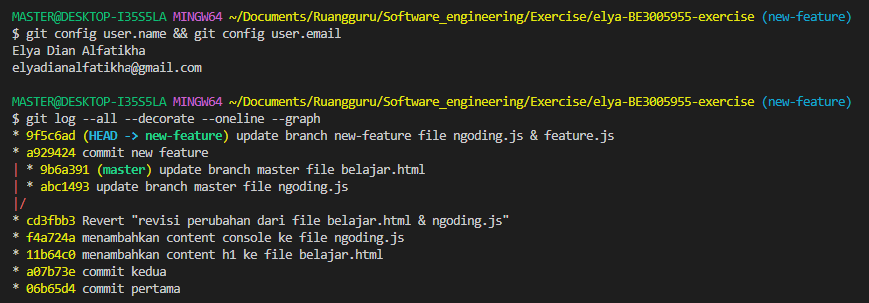 MASTER@DESKTOP-I35S5LA MINGW64 ~/Documents/Ruangguru/Software_engineering/Exercise/elya-BE3005955-exercise (new-feature)
$ git config user.name && git config user.email
Elya Dian Alfatikha
elyadianalfatikha@gmail.com
MASTER@DESKTOP-I35S5LA MINGW64 ~/Documents/Ruangguru/Software_engineering/Exercise/elya-BE3005955-exercise (new-feature)
$ git log --all --decorate --oneline --graph
* 9f5c6ad (HEAD -> new-feature) update branch new-feature file ngoding.js & feature.js
* a929424 commit new feature
| * 9b6a391 (master) update branch master file belajar.html
| * abc1493 update branch master file ngoding.js
|/
* cd3fbb3 Revert "revisi perubahan dari file belajar.html & ngoding.js"
* f4a724a menambahkan content console ke file ngoding.js
* 11b64c0 menambahkan content h1 ke file belajar.html
* a07b73e commit kedua
* 06b65d4 commit pertama